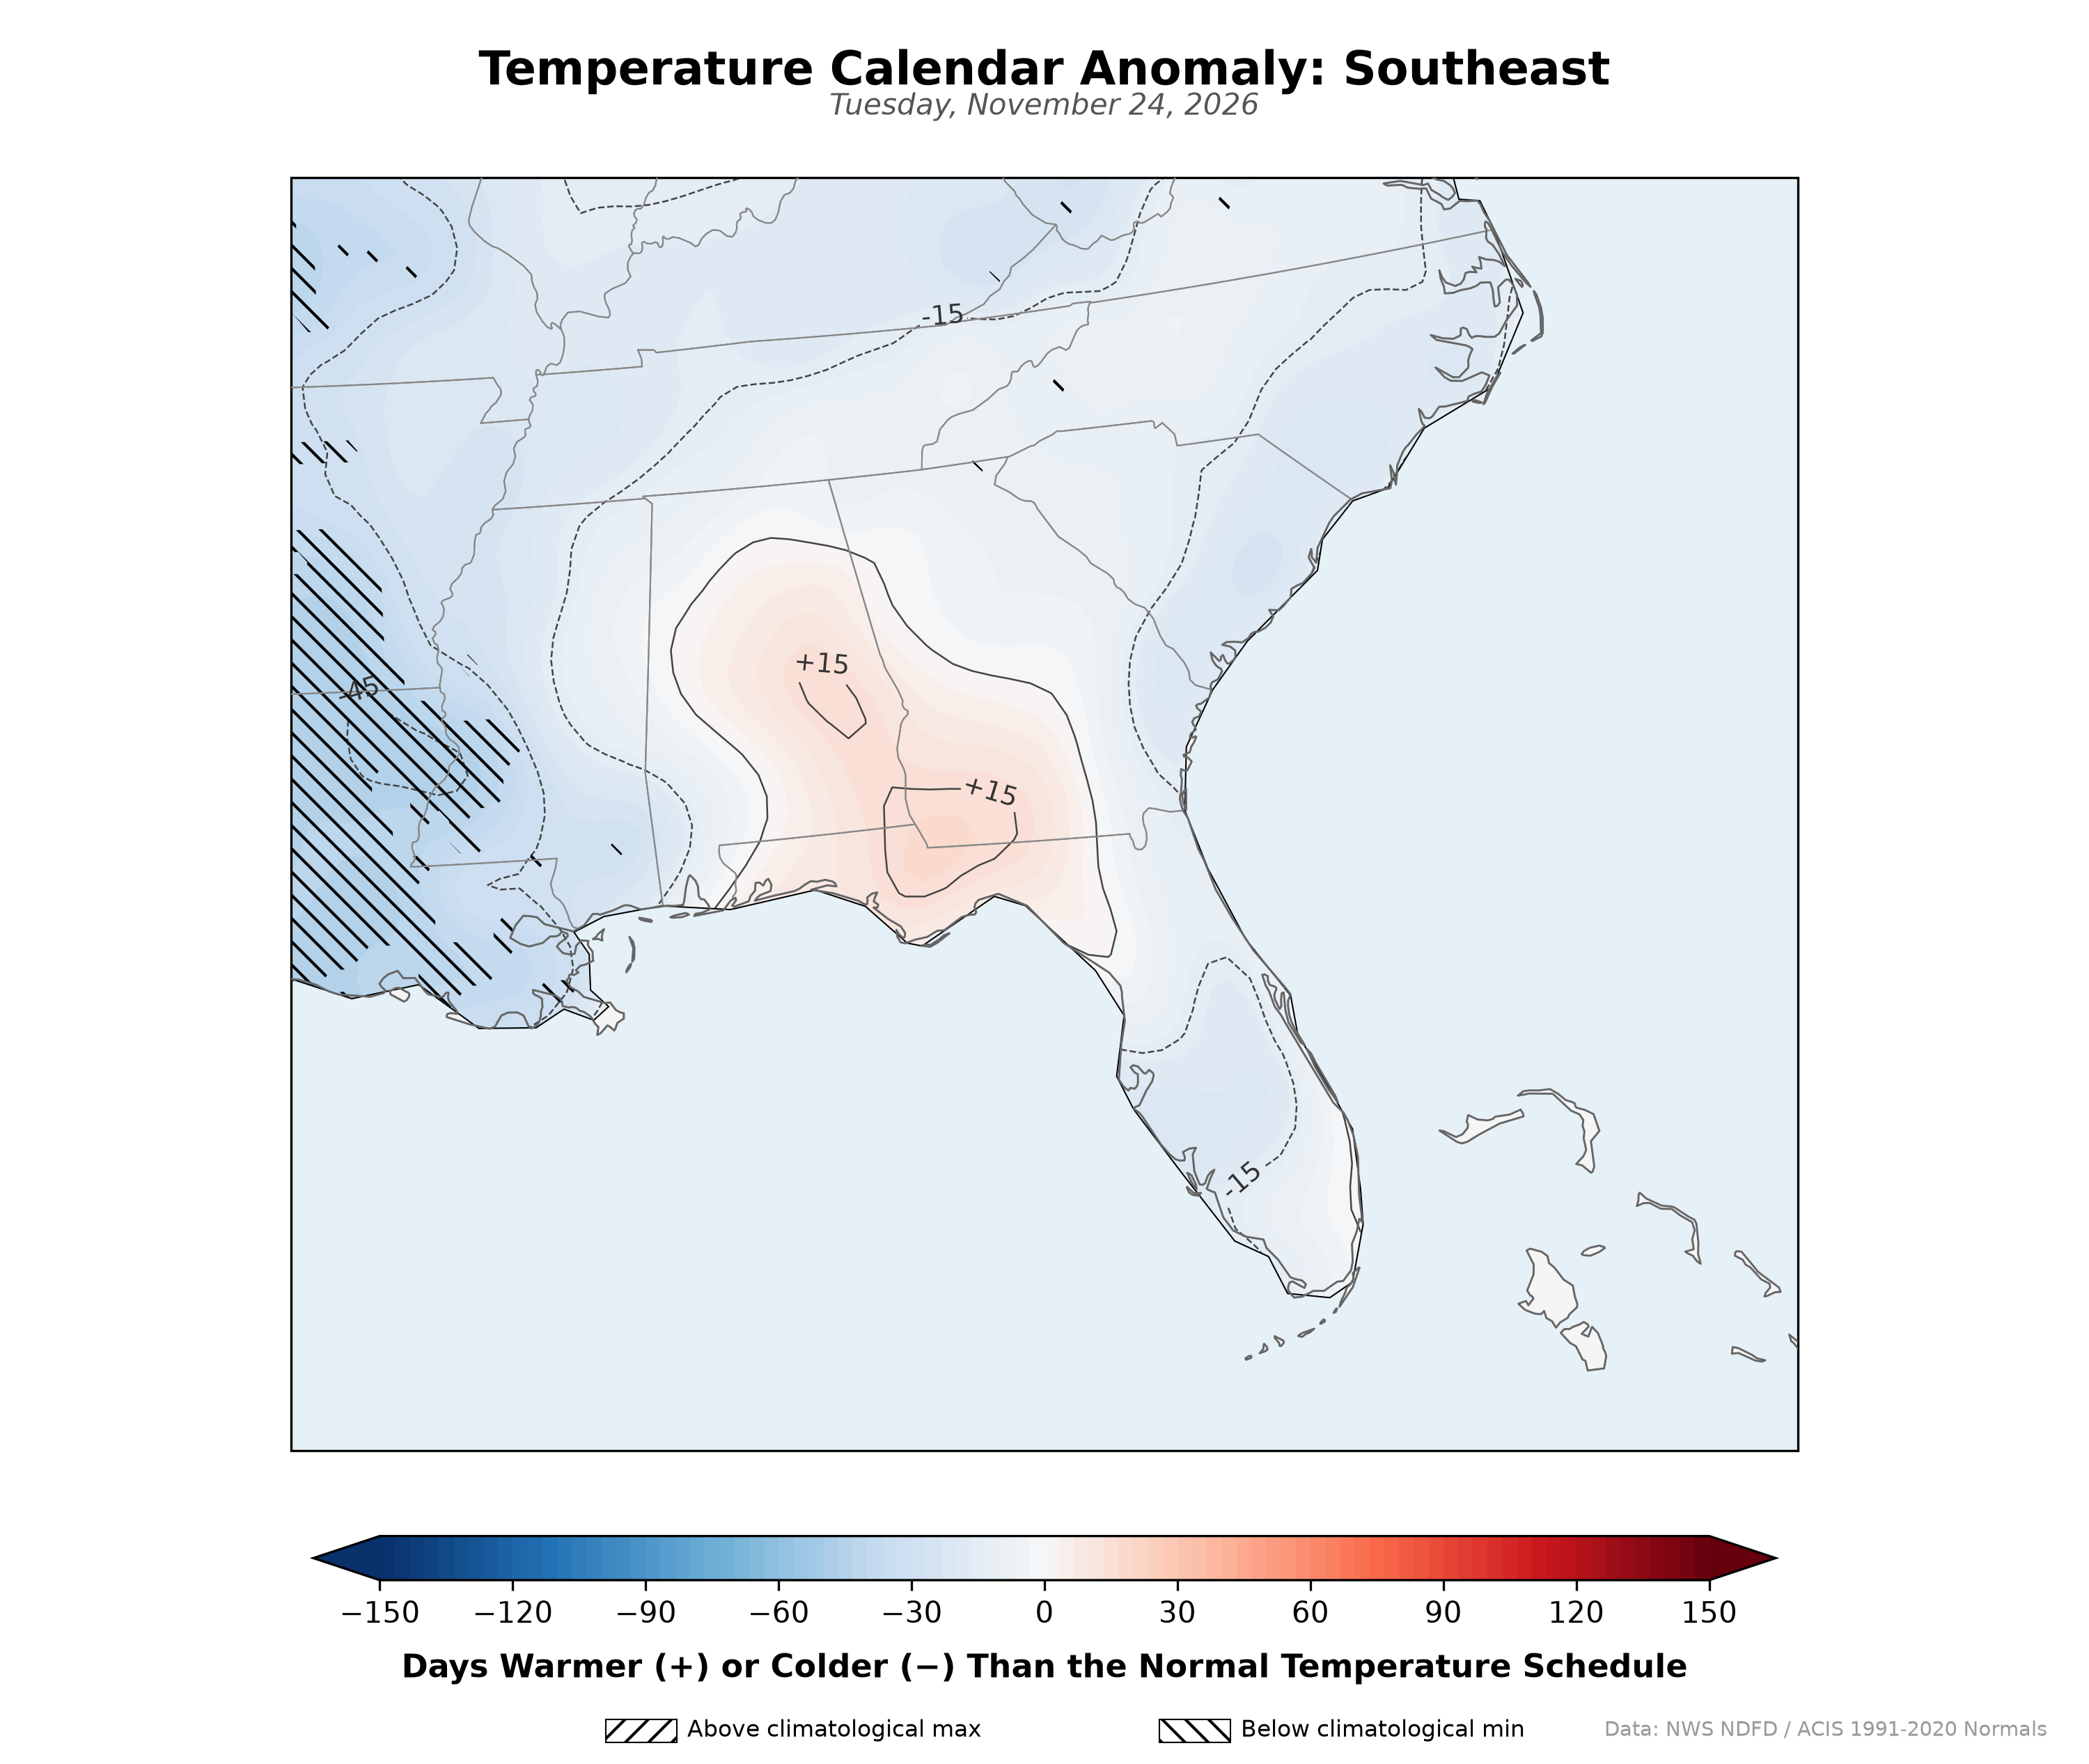 Temperature Calendar Anomaly: Southeast
Tuesday, November 24, 2026
-15
+15
-45
+15
-15
−150 −120 −90 −60 −30 0 30 60 90 120 150
Days Warmer (+) or Colder (−) Than the Normal Temperature Schedule
Above climatological max Below climatological min Data: NWS NDFD / ACIS 1991-2020 Normals